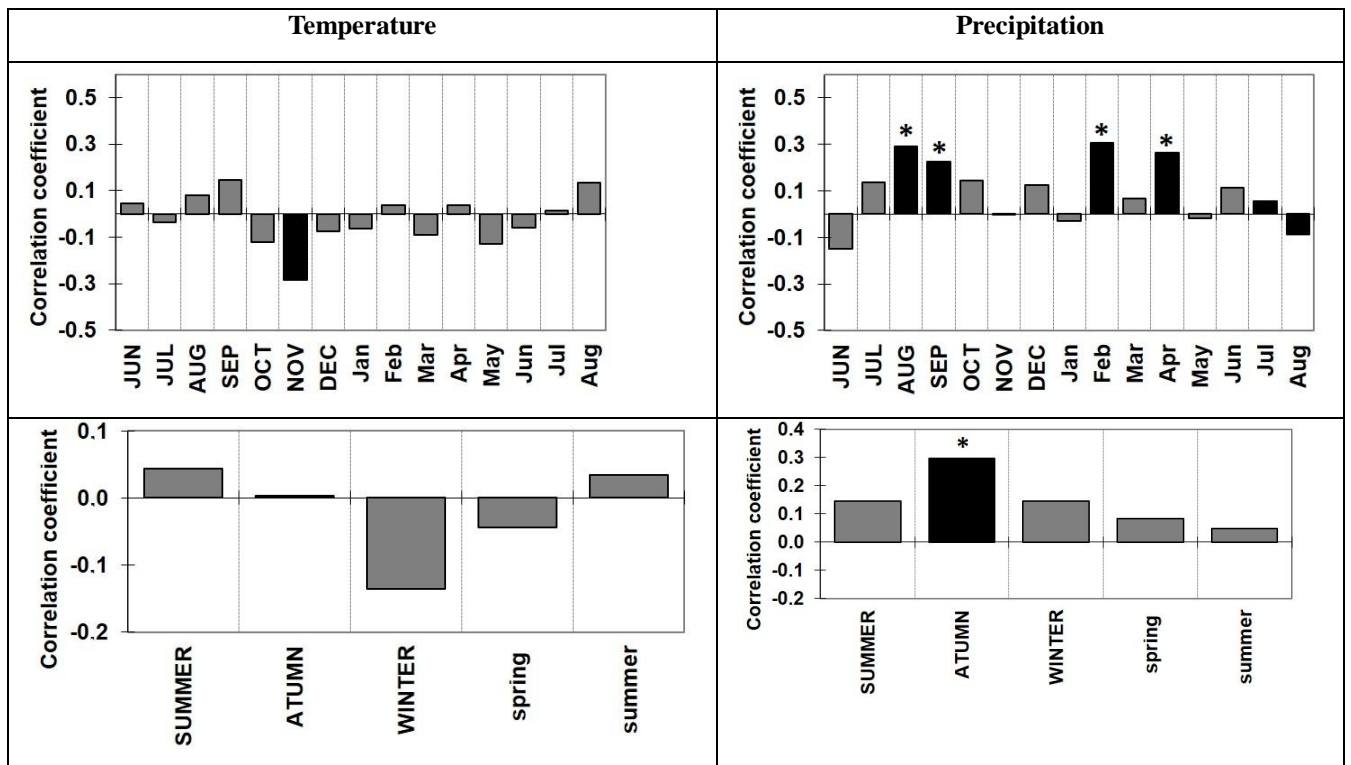 Temperature
Precipitation
Correlation coefficient
0.5
0.3
0.1
-0.1
-0.3
-0.5
JUN
JUL
AUG
SEP
OCT
NOV
DEC
Jan
Feb
Mar
Apr
May
Jun
Jul
Aug
Correlation coefficient
0.5
0.3
0.1
-0.1
-0.3
-0.5
*
*
*
*
JUN
JUL
AUG
SEP
OCT
NOV
DEC
Jan
Feb
Mar
Apr
May
Jun
Jul
Aug
Correlation coefficient
0.1
0.0
-0.1
-0.2
SUMMER
ATUMN
WINTER
spring
summer
Correlation coefficient
0.4
0.3
0.2
0.1
0.0
-0.1
-0.2
*
SUMMER
ATUMN
WINTER
spring
summer